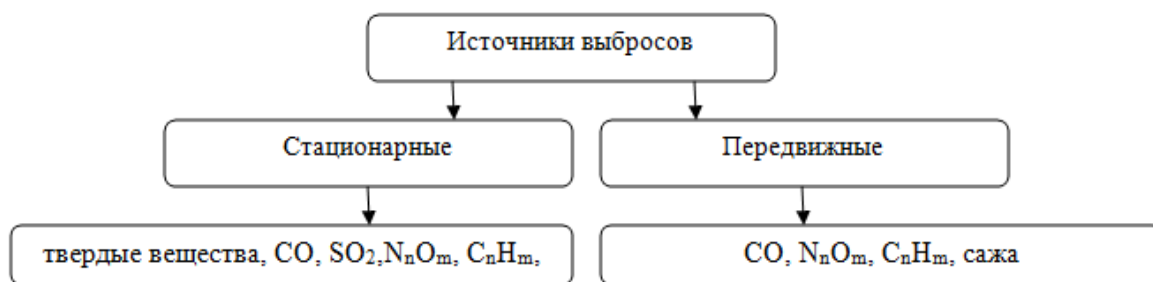 Источники выбросов
Стационарные
Передвижные
твердые вещества, CO, SO₂,NₙOₘ, CₙHₘ,
CO, NₙOₘ, CₙHₘ, сажа